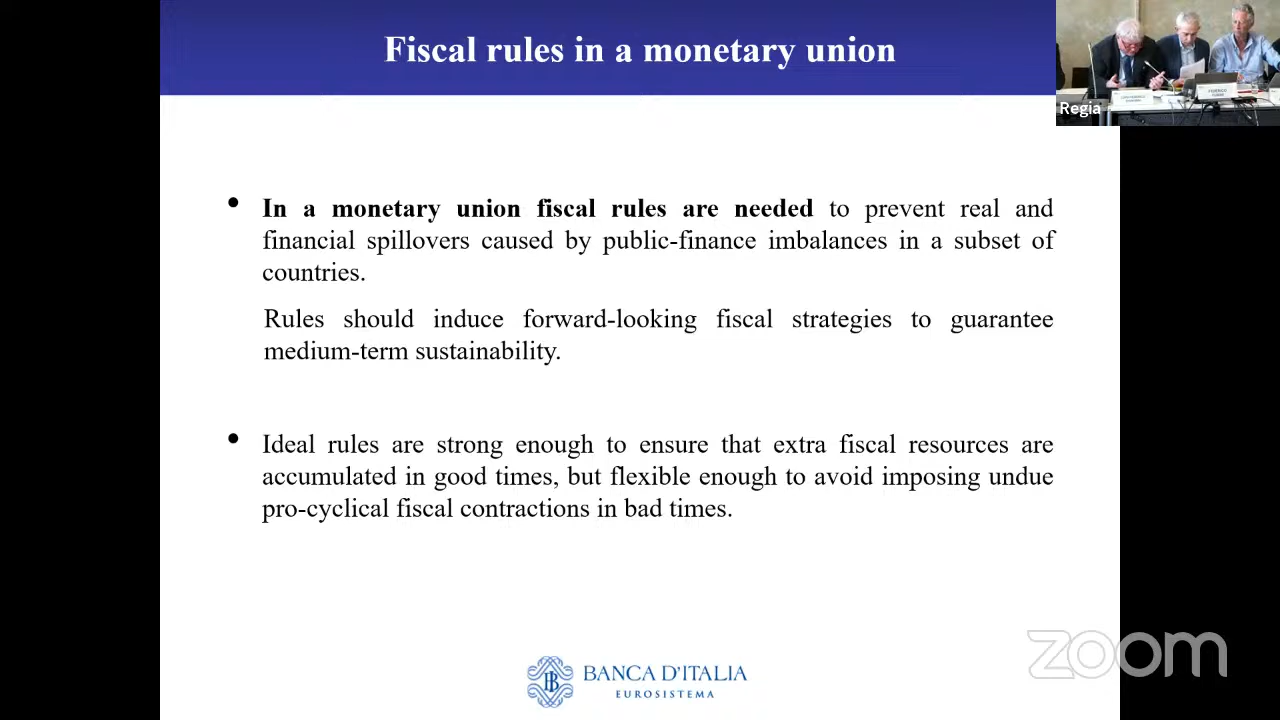 Fiscal rules in a monetary union
Regia
• In a monetary union fiscal rules are needed to prevent real and
financial spillovers caused by public-finance imbalances in a subset of
countries.
Rules should induce forward-looking fiscal strategies to guarantee
medium-term sustainability.
• Ideal rules are strong enough to ensure that extra fiscal resources are
accumulated in good times, but flexible enough to avoid imposing undue
pro-cyclical fiscal contractions in bad times.
zoom
BANCA D'ITALIA
EUROSISTEMA